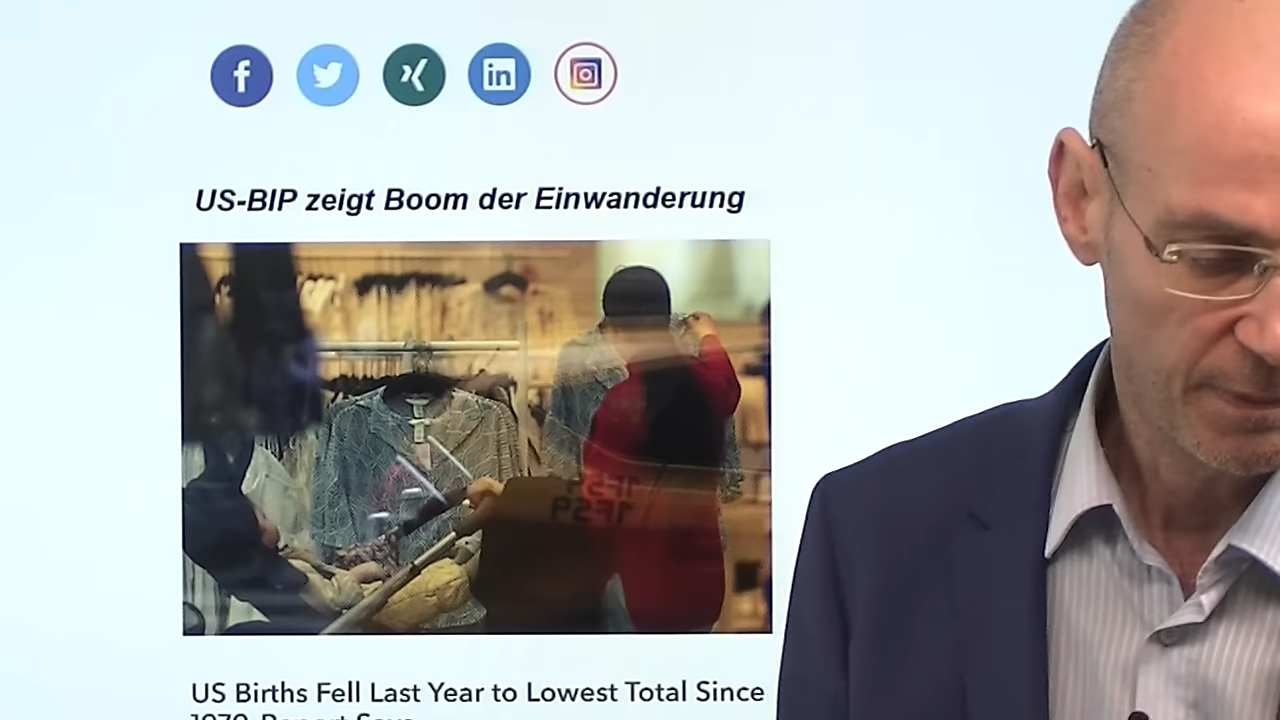 US-BIP zeigt Boom der Einwanderung
US Births Fell Last Year to Lowest Total Since